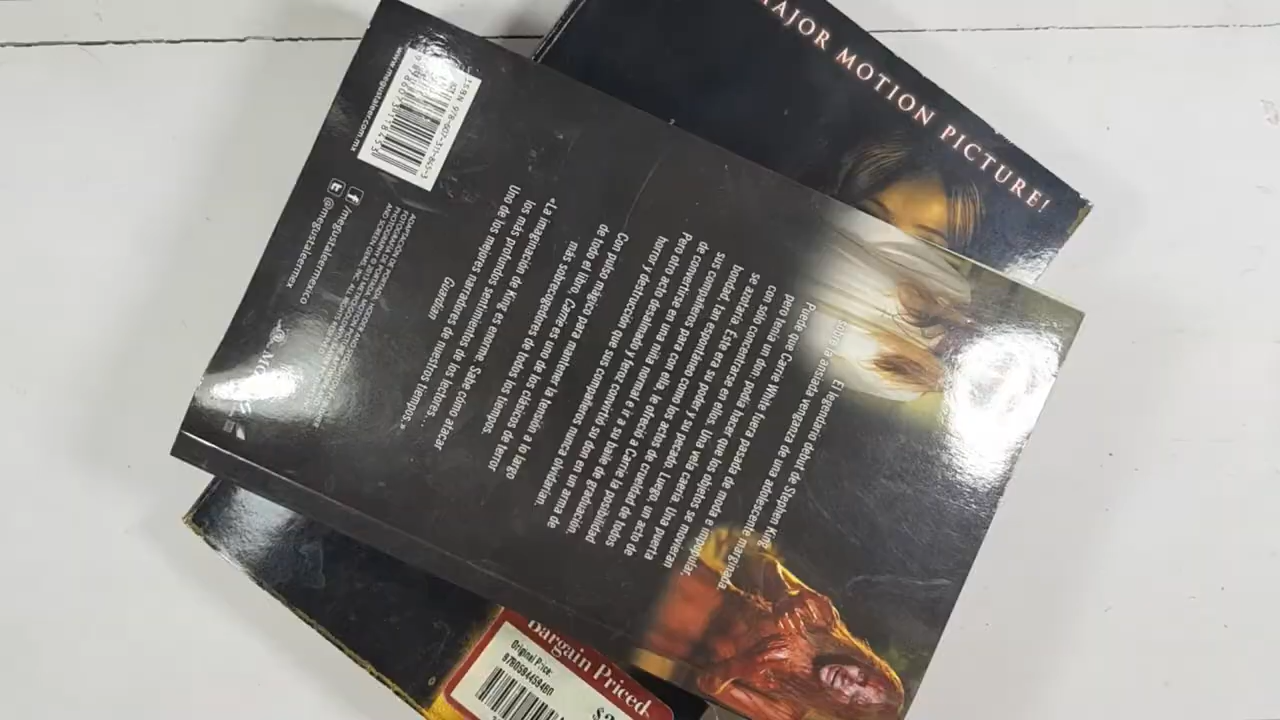 MAJOR MOTION PICTURE!
El legendario debut de Stephen King
sobre la ansiada venganza de una adolescente marginada.
Puede que Carrie White fuera pasada de moda e impopular,
pero tenía un don: podía hacer que los objetos se movieran
con sólo concentrarse en ellos. Una vela caería. Una puerta
se azotaría. Éste era su poder y su pecado. Luego, un acto de
bondad, tan espontáneo como los actos de crueldad de todos
sus compañeros para con ella, le ofreció a Carrie la posibilidad
de convertirse en una niña normal e ir a su baile de graduación.
Pero otro acto desalmado y feroz convirtió su don en un arma de
horror y destrucción que sus compañeros nunca olvidarían.
Con pulso mágico para mantener la tensión a lo largo
de todo el libro, Carrie es uno de los clásicos de terror
más sobrecogedores de todos los tiempos.
«La imaginación de King es enorme. Sabe cómo atacar
los más profundos sentimientos de los lectores...
Uno de los mejores narradores de nuestros tiempos.»
Guardian
/megustaleermexico
@megustaleermex
www.megustaleer.com.mx
Bargain Priced
Original Price: